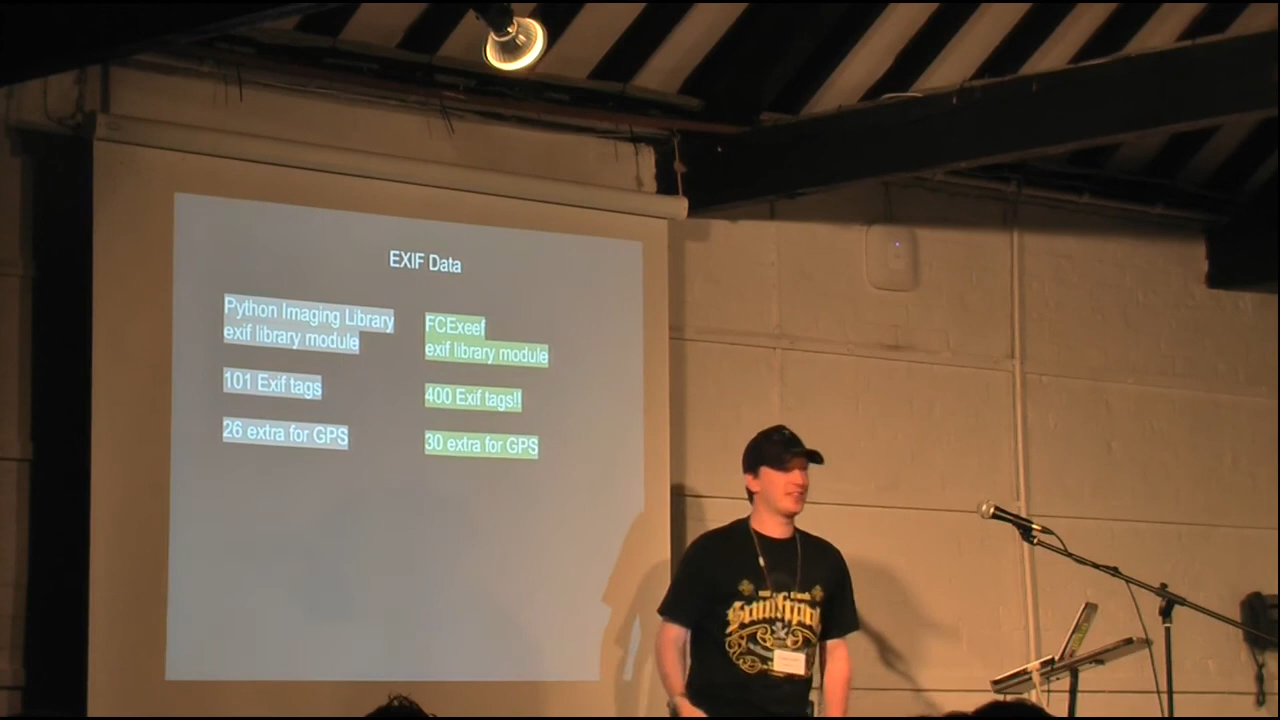 EXIF Data
Python Imaging Library
exif library module
101 Exif tags
26 extra for GPS
FCExeef
exif library module
400 Exif tags!!
30 extra for GPS